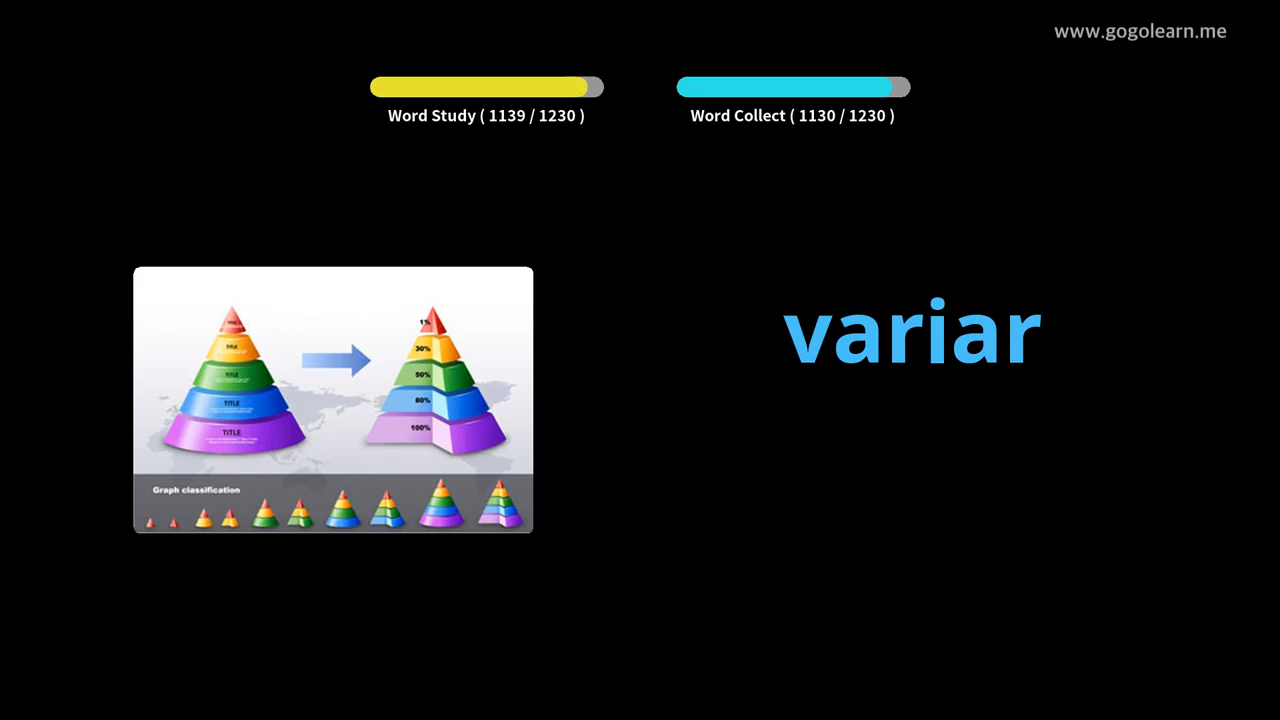 www.gogolearn.me
Word Study ( 1139 / 1230 )
Word Collect ( 1130 / 1230 )
variar
TITLE
TITLE
TITLE
TITLE
1%
30%
50%
80%
100%
Graph classification